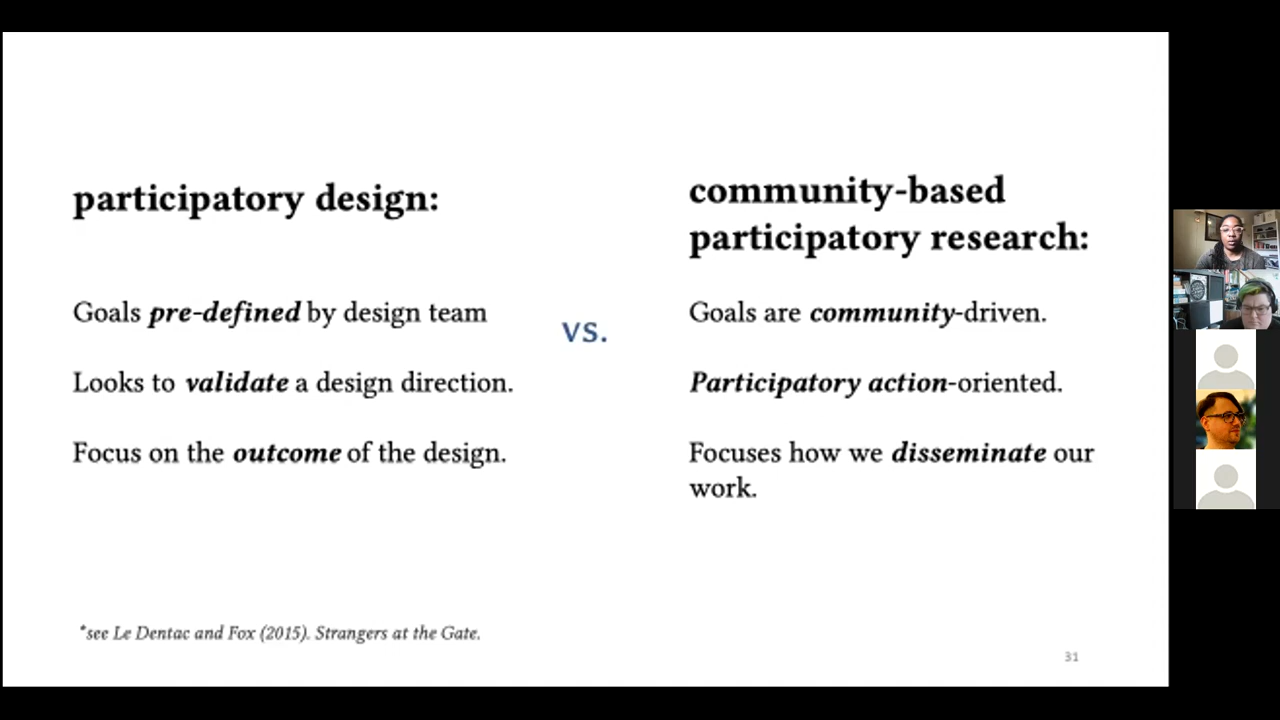 participatory design:
Goals pre-defined by design team
Looks to validate a design direction.
Focus on the outcome of the design.
vs.
community-based
participatory research:
Goals are community-driven.
Participatory action-oriented.
Focuses how we disseminate our
work.
*see Le Dentac and Fox (2015). Strangers at the Gate.
31